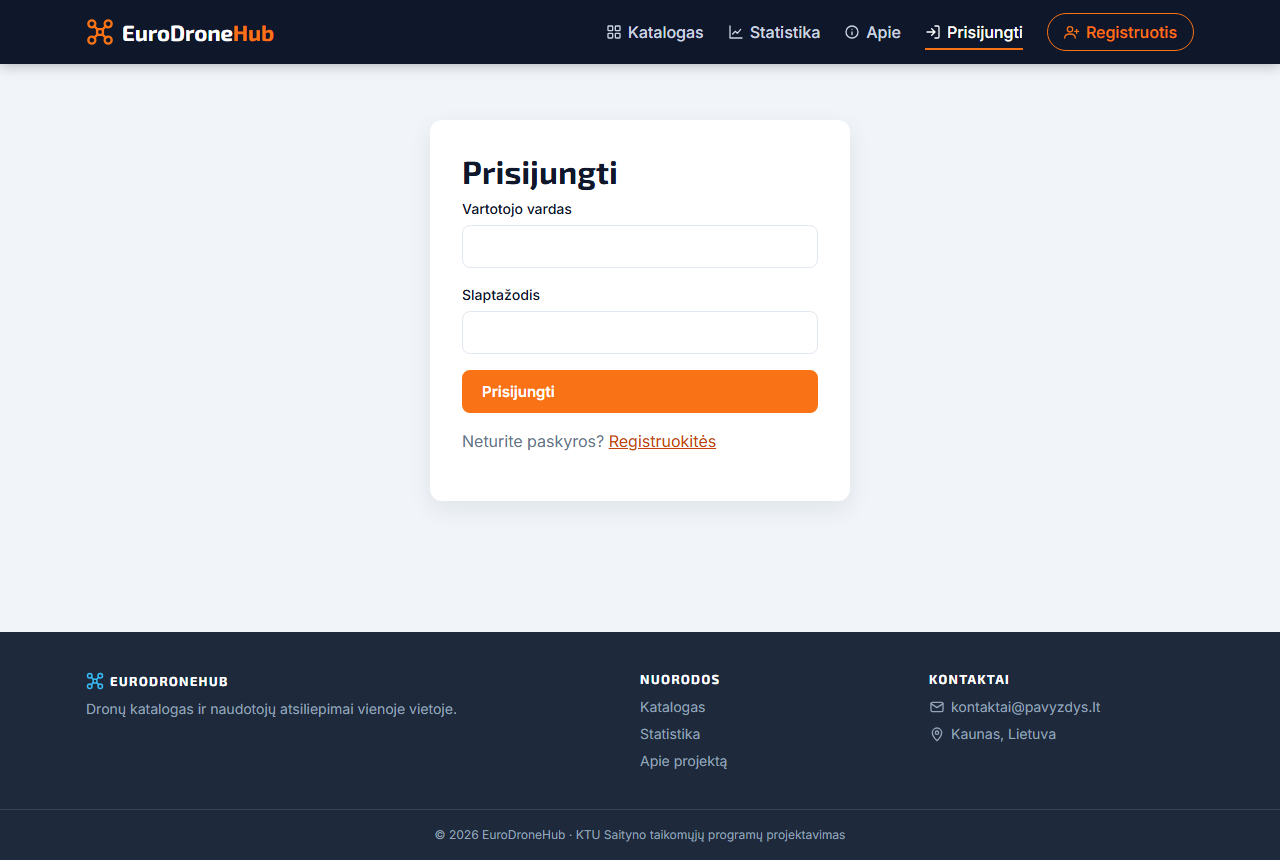 EuroDroneHub
Katalogas
Statistika
Apie
Prisijungti
Registruotis
Prisijungti
Vartotojo vardas
Slaptažodis
Prisijungti
Neturite paskyros? Registruokitės
EURODRONEHUB
Dronų katalogas ir naudotojų atsiliepimai vienoje vietoje.
NUORODOS
Katalogas
Statistika
Apie projektą
KONTAKTAI
kontaktai@pavyzdys.lt
Kaunas, Lietuva
© 2026 EuroDroneHub · KTU Saityno taikomųjų programų projektavimas